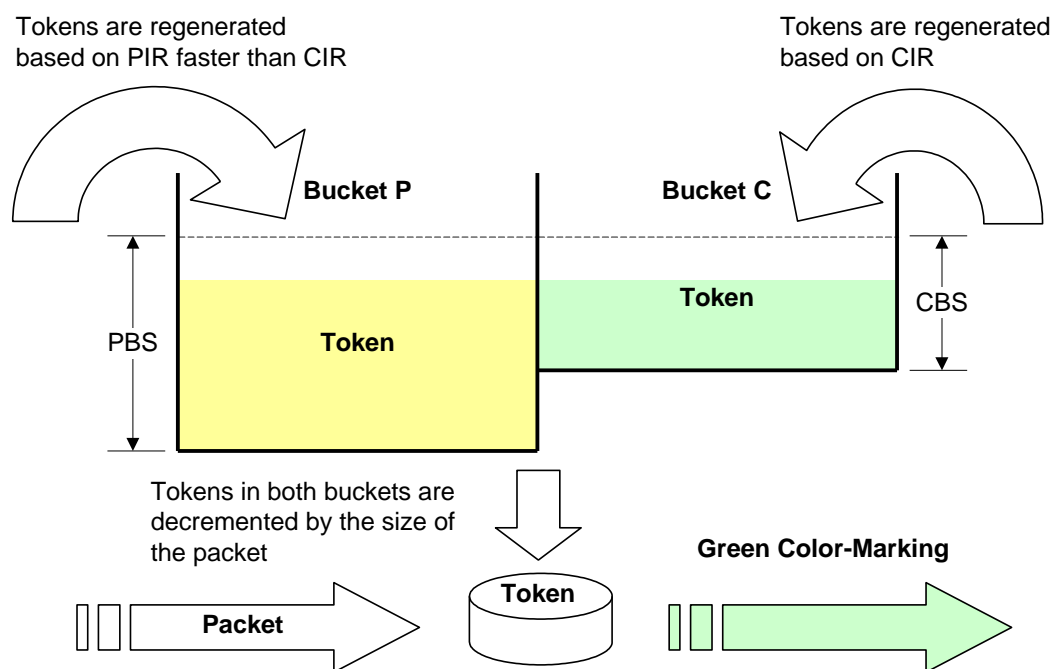 Tokens are regenerated
based on PIR faster than CIR
Tokens are regenerated
based on CIR
Bucket P
Bucket C
PBS
Token
Token
CBS
Tokens in both buckets are
decremented by the size of
the packet
Green Color-Marking
Packet
Token